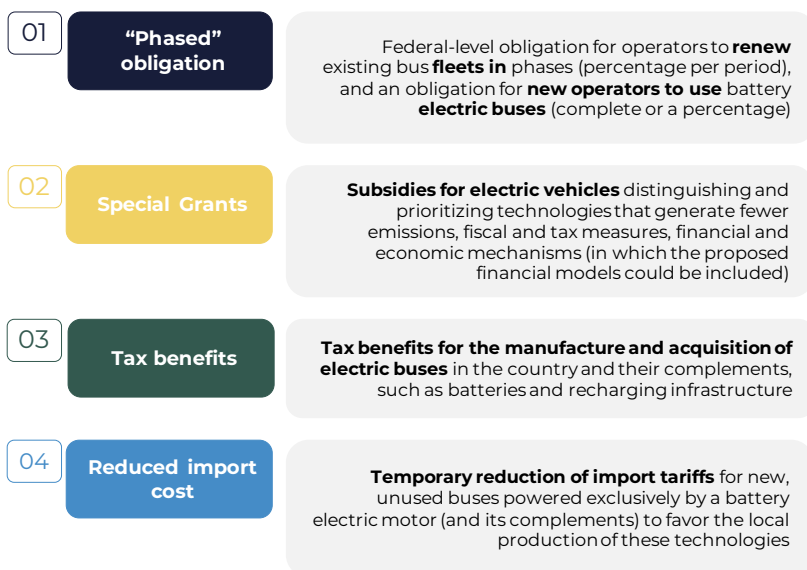 01
“Phased”
obligation
Federal-level obligation for operators to renew
existing bus fleets in phases (percentage per period),
and an obligation for new operators to use battery
electric buses (complete or a percentage)
02
Special Grants
Subsidies for electric vehicles distinguishing and
prioritizing technologies that generate fewer
emissions, fiscal and tax measures, financial and
economic mechanisms (in which the proposed
financial models could be included)
03
Tax benefits
Tax benefits for the manufacture and acquisition of
electric buses in the country and their complements,
such as batteries and recharging infrastructure
04
Reduced import
cost
Temporary reduction of import tariffs for new,
unused buses powered exclusively by a battery
electric motor (and its complements) to favor the local
production of these technologies